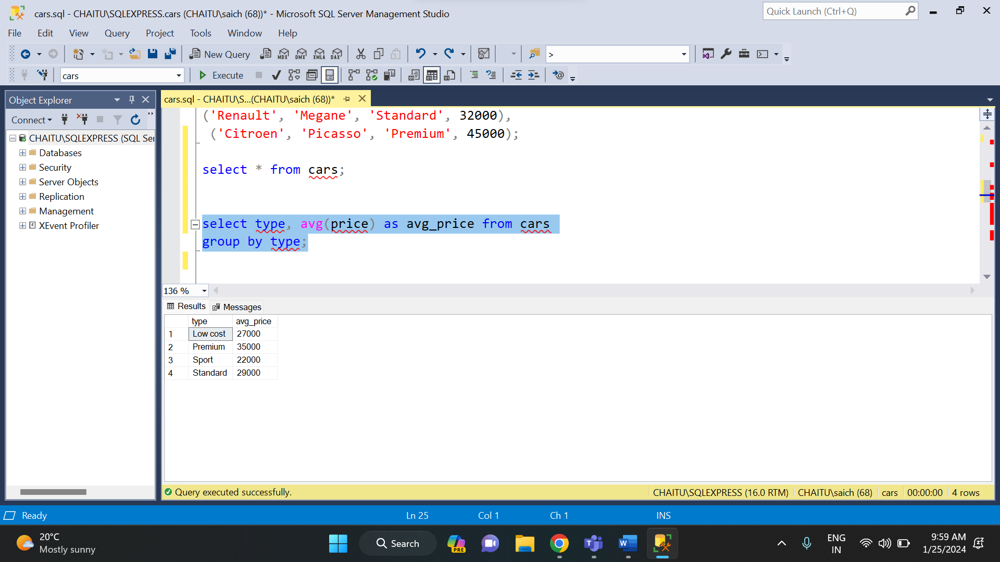 cars.sql - CHAITU\SQLEXPRESS.cars (CHAITU\saich (68))* - Microsoft SQL Server Management Studio
Quick Launch (Ctrl+Q)
File Edit View Query Project Tools Window Help
New Query MDX DMX XMLA DAX >
cars Execute
Object Explorer
Connect
CHAITU\SQLEXPRESS (SQL Ser
Databases
Security
Server Objects
Replication
Management
XEvent Profiler
cars.sql - CHAITU\S...(CHAITU\saich (68))*
('Renault', 'Megane', 'Standard', 32000),
('Citroen', 'Picasso', 'Premium', 45000);
select * from cars;
select type, avg(price) as avg_price from cars
group by type;
136 %
Results Messages
type avg_price
1 Low cost 27000
2 Premium 35000
3 Sport 22000
4 Standard 29000
Query executed successfully. CHAITU\SQLEXPRESS (16.0 RTM) CHAITU\saich (68) cars 00:00:00 4 rows
Ready Ln 25 Col 1 Ch 1 INS
20°C
Mostly sunny
Search
PRE
ENG
IN
9:59 AM
1/25/2024